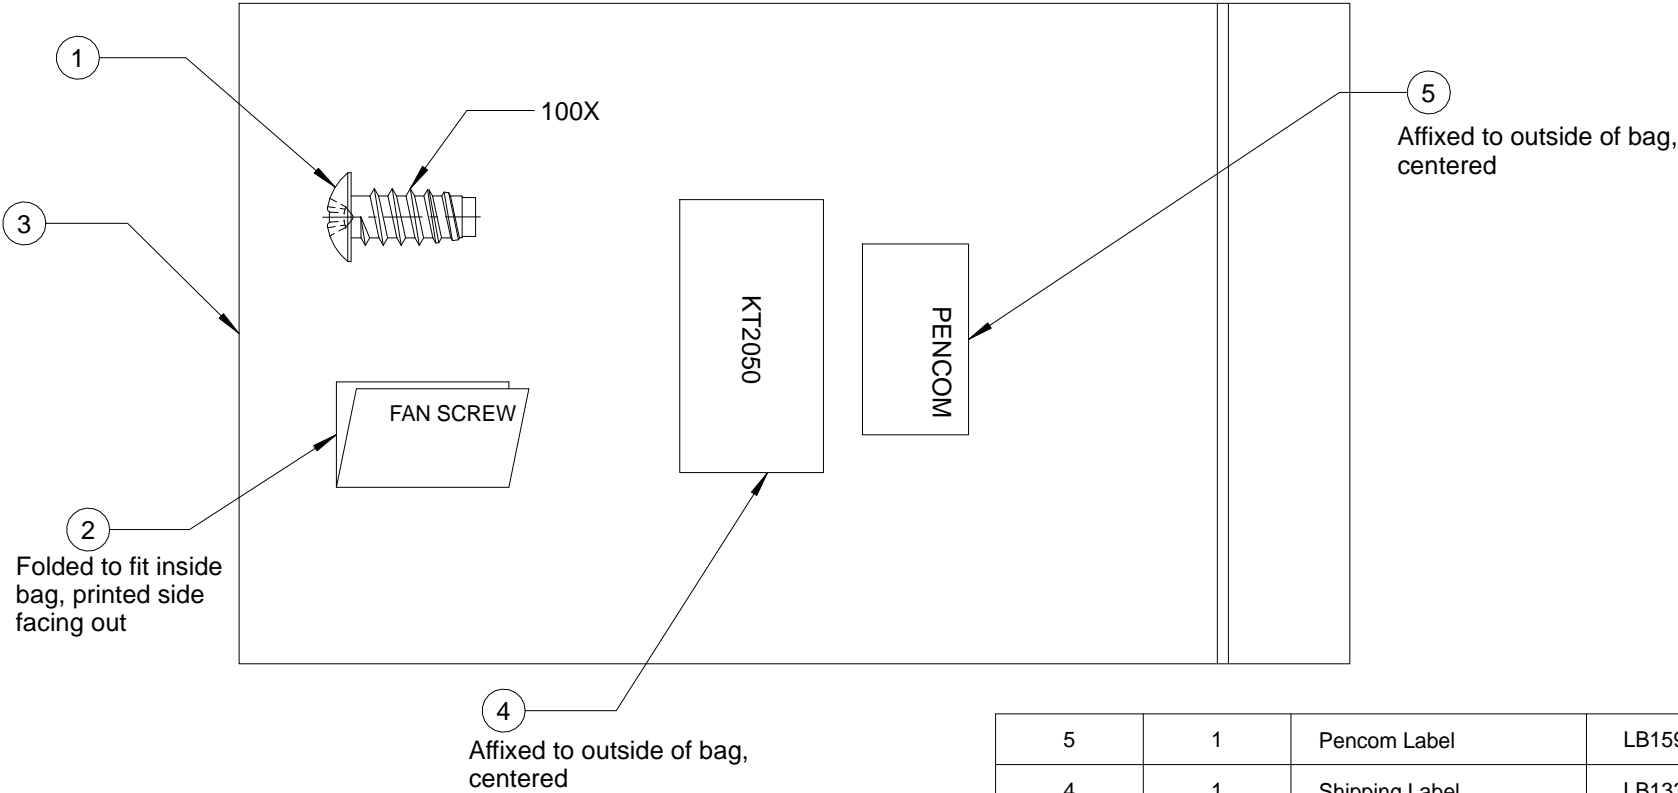 1
100X
5
Affixed to outside of bag,
centered
3
KT2050
PENCOM
FAN SCREW
2
Folded to fit inside
bag, printed side
facing out
4
Affixed to outside of bag,
centered
5 1 Pencom Label
4 1 Shipping Label